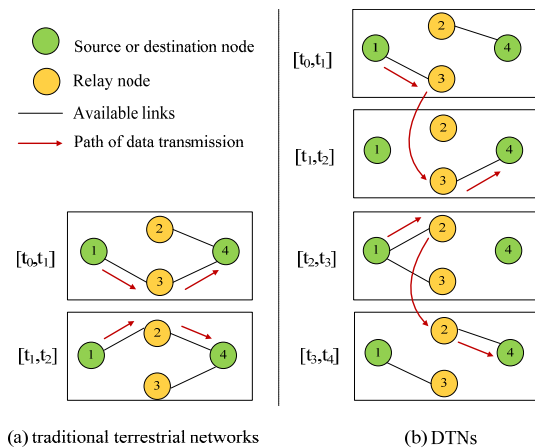 Source or destination node
Relay node
Available links
Path of data transmission
[t0,t1]
1
2
3
4
[t1,t2]
1
2
3
4
(a) traditional terrestrial networks
[t0,t1]
1
2
3
4
[t1,t2]
1
2
3
4
[t2,t3]
1
2
3
4
[t3,t4]
1
2
3
4
(b) DTNs